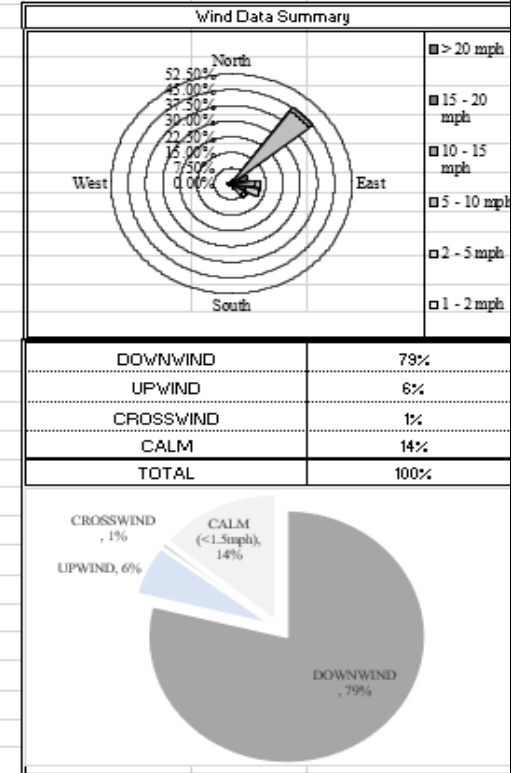 Wind Data Summary
North
52.50%
45.00%
37.50%
30.00%
22.50%
15.00%
7.50%
0.00%
West
East
South
> 20 mph
15 - 20
mph
10 - 15
mph
5 - 10 mph
2 - 5 mph
1 - 2 mph
DOWNWIND 79%
UPWIND 6%
CROSSWIND 1%
CALM 14%
TOTAL 100%
CROSSWIND
, 1%
CALM
(<1.5mph),
14%
UPWIND, 6%
DOWNWIND
, 79%